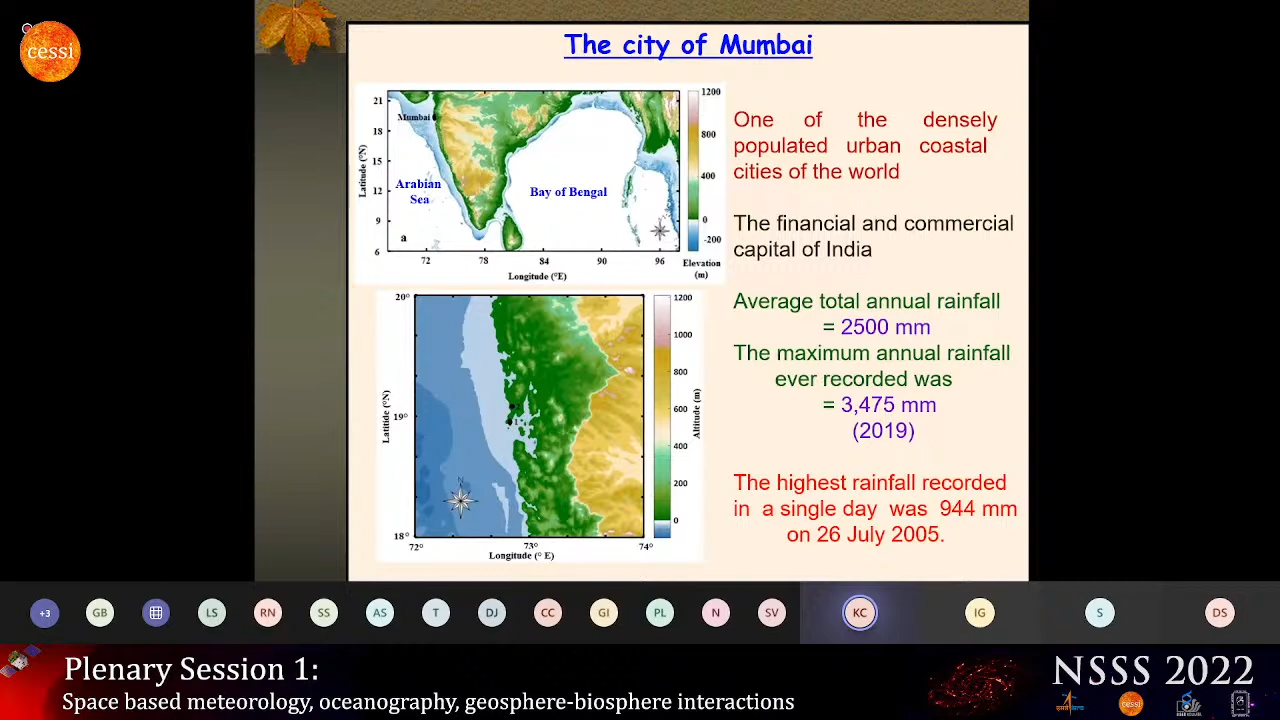 cessi
The city of Mumbai
21
18
15
12
9
6
Latitude (°N)
Mumbai
Arabian
Sea
Bay of Bengal
a
72
78
84
90
96
Longitude (°E)
1200
800
400
0
-200
Elevation
(m)
20°
19°
18°
Latitide (°N)
72°
73°
74°
Longitude (° E)
N
1
1200
1000
800
600
400
200
0
Altitude (m)
One of the densely
populated urban coastal
cities of the world
The financial and commercial
capital of India
Average total annual rainfall
= 2500 mm
The maximum annual rainfall
ever recorded was
= 3,475 mm
(2019)
The highest rainfall recorded
in a single day was 944 mm
on 26 July 2005.
+3
GB
LS
RN
SS
AS
T
DJ
CC
GI
PL
N
SV
KC
IG
S
DS
Plenary Session 1:
Space based meteorology, oceanography, geosphere-biosphere interactions
NSSS 2022
cessi